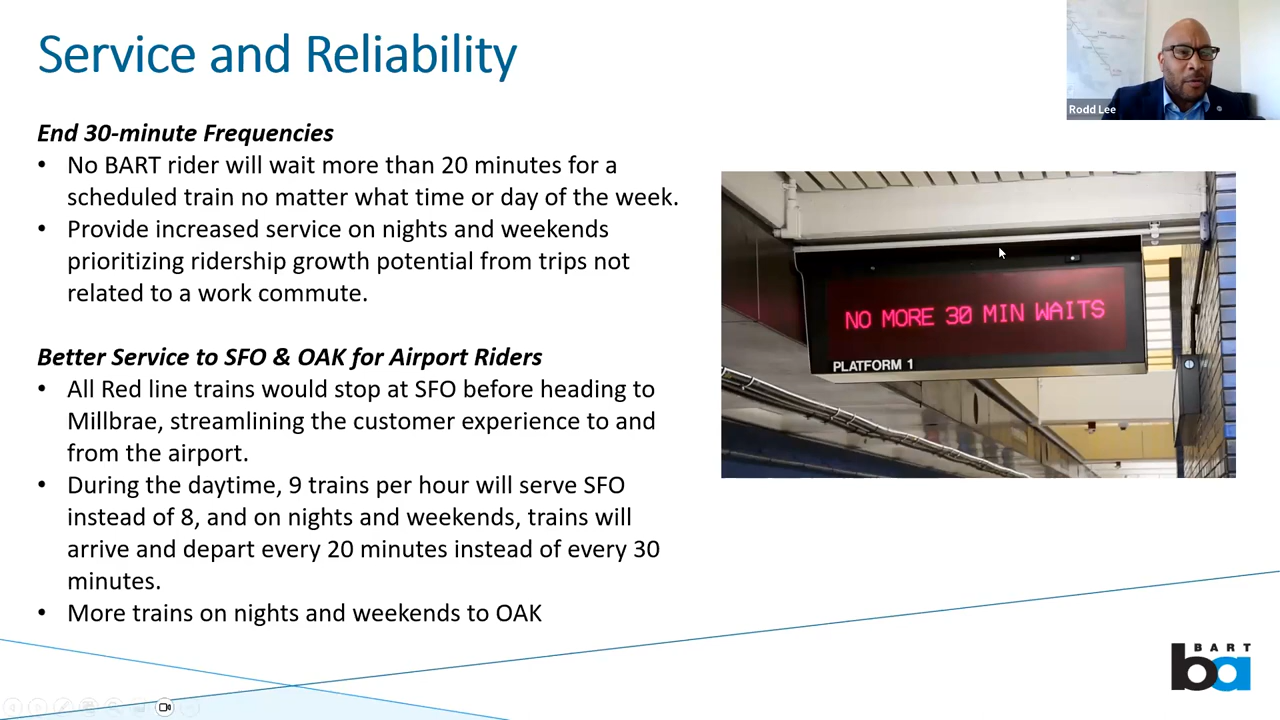 Service and Reliability
Rodd Lee
End 30-minute Frequencies
• No BART rider will wait more than 20 minutes for a
scheduled train no matter what time or day of the week.
• Provide increased service on nights and weekends
prioritizing ridership growth potential from trips not
related to a work commute.
Better Service to SFO & OAK for Airport Riders
• All Red line trains would stop at SFO before heading to
Millbrae, streamlining the customer experience to and
from the airport.
• During the daytime, 9 trains per hour will serve SFO
instead of 8, and on nights and weekends, trains will
arrive and depart every 20 minutes instead of every 30
minutes.
• More trains on nights and weekends to OAK
NO MORE 30 MIN WAITS
PLATFORM 1
BART
ba